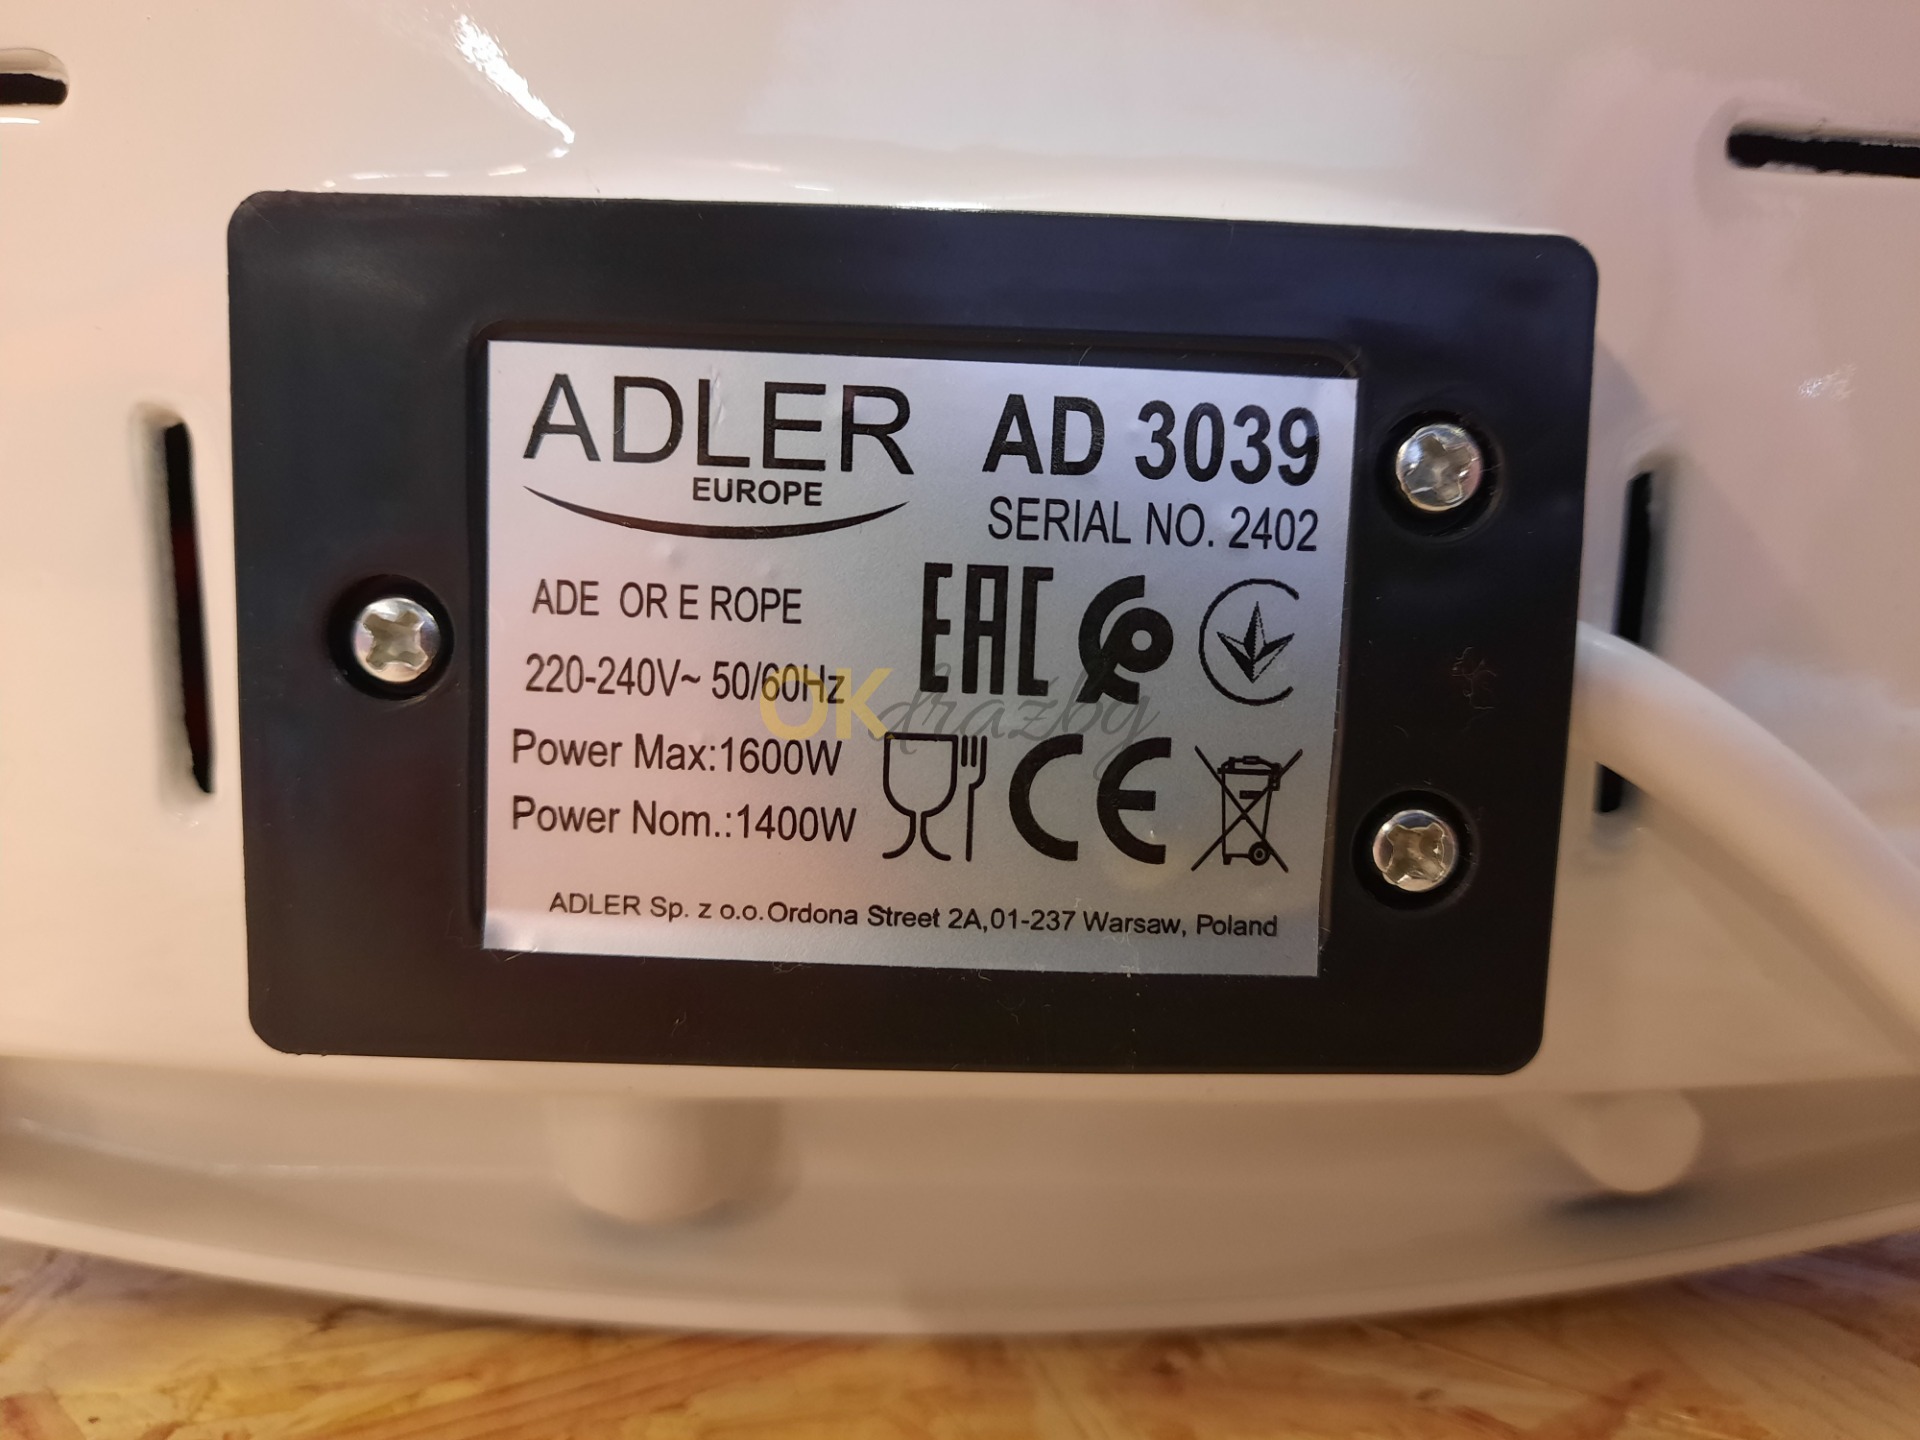 ADLER
EUROPE
AD 3039
SERIAL NO. 2402
ADE OR E ROPE
220-240V~ 50/60Hz
Power Max:1600W
Power Nom.:1400W
EAC
CE
OKdražby
ADLER Sp. z o.o. Ordona Street 2A, 01-237 Warsaw, Poland